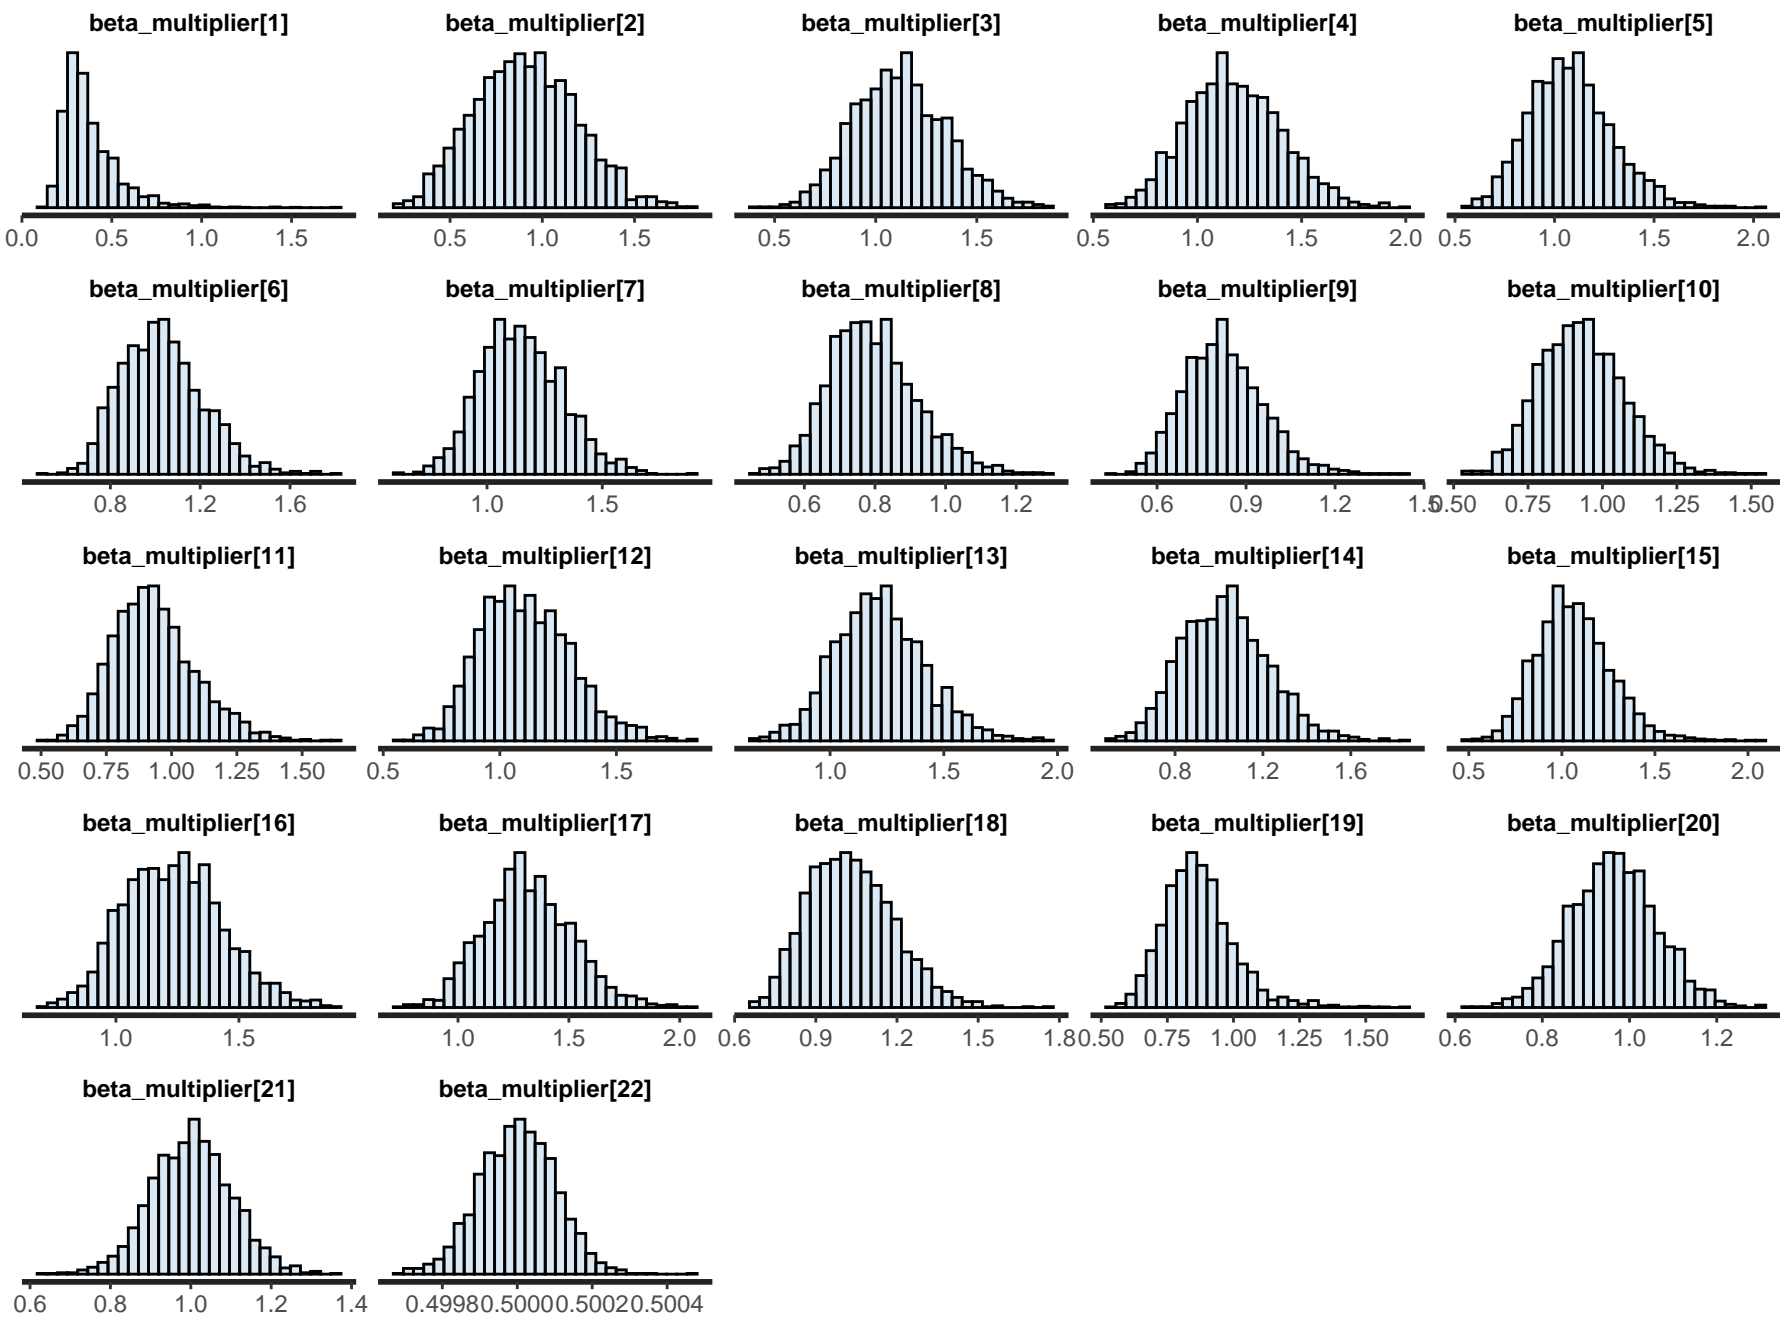 beta_multiplier[1] beta_multiplier[2] beta_multiplier[3] beta_multiplier[4] beta_multiplier[5]
0.0 0.5 1.0 1.5 0.5 1.0 1.5 0.5 1.0 1.5 0.5 1.0 1.5 2.0 0.5 1.0 1.5 2.0
beta_multiplier[6] beta_multiplier[7] beta_multiplier[8] beta_multiplier[9] beta_multiplier[10]
0.8 1.2 1.6 1.0 1.5 0.6 0.8 1.0 1.2 0.6 0.9 1.2 1.5 0.50 0.75 1.00 1.25 1.50
beta_multiplier[11] beta_multiplier[12] beta_multiplier[13] beta_multiplier[14] beta_multiplier[15]
0.50 0.75 1.00 1.25 1.50 0.5 1.0 1.5 1.0 1.5 2.0 0.8 1.2 1.6 0.5 1.0 1.5 2.0
beta_multiplier[16] beta_multiplier[17] beta_multiplier[18] beta_multiplier[19] beta_multiplier[20]
1.0 1.5 1.0 1.5 2.0 0.6 0.9 1.2 1.5 1.8 0.50 0.75 1.00 1.25 1.50 0.6 0.8 1.0 1.2
beta_multiplier[21] beta_multiplier[22]
0.6 0.8 1.0 1.2 1.4 0.4998 0.5000 0.5002 0.5004